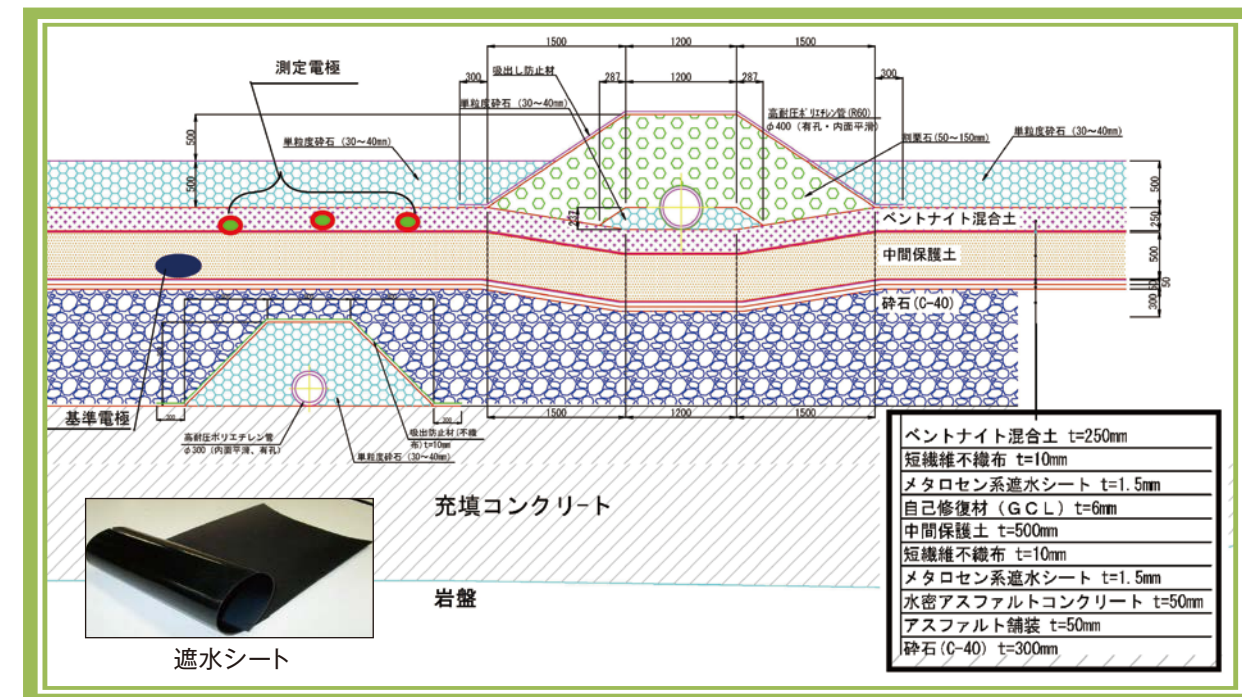 1500
1200
1500
測定電極
吸出し防止材
300
287
1200
287
300
単粒度砕石 (30~40mm)
高耐圧ポリエチレン管(R60)
φ400 (有孔・内面平滑)
単粒度砕石 (30~40mm)
割栗石(50~150mm)
単粒度砕石 (30~40mm)
500
500
500
250
500
50
50
300
ベントナイト混合土
中間保護土
砕石(C-40)
基準電極
300
300
1500
1200
1500
高耐圧ポリエチレン管
φ300 (内面平滑、有孔)
吸出防止材(不織
布)t=10mm
単粒度砕石 (30~40mm)
充填コンクリート
岩盤
遮水シート
ベントナイト混合土 t=250mm
短繊維不織布 t=10mm
メタロセン系遮水シート t=1.5mm
自己修復材(GCL) t=6mm
中間保護土 t=500mm
短繊維不織布 t=10mm
メタロセン系遮水シート t=1.5mm
水密アスファルトコンクリート t=50mm
アスファルト舗装 t=50mm
砕石(C-40) t=300mm